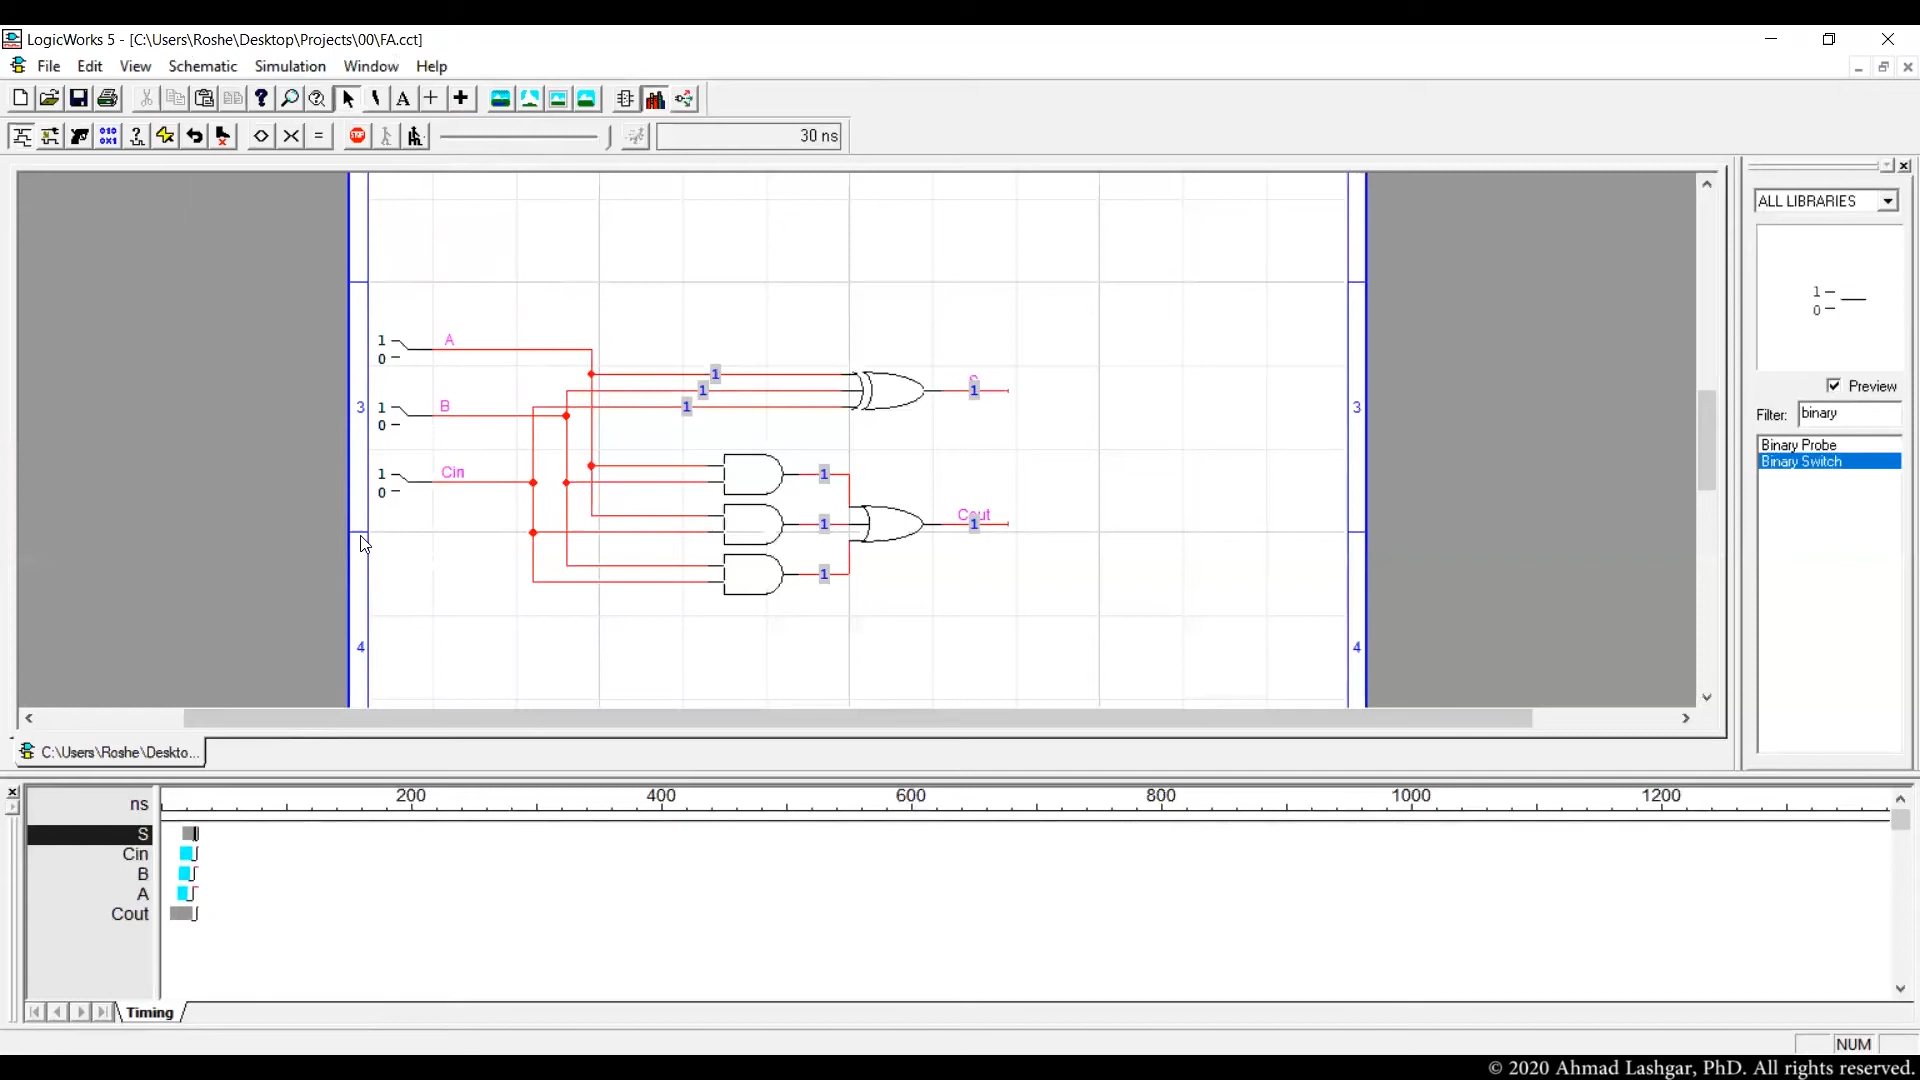 LogicWorks 5 - [C:\Users\Roshe\Desktop\Projects\00\FA.cct]
File Edit View Schematic Simulation Window Help
30 ns
ALL LIBRARIES
1
0
Preview
Filter: binary
Binary Probe
Binary Switch
3
3
4
4
1 A
0
1 B
0
1 Cin
0
1
1
1
1
1
1
1
Cout
1
C:\Users\Roshe\Deskto...
ns 200 400 600 800 1000 1200
S
Cin
B
A
Cout
Timing
NUM
© 2020 Ahmad Lashgar, PhD. All rights reserved.